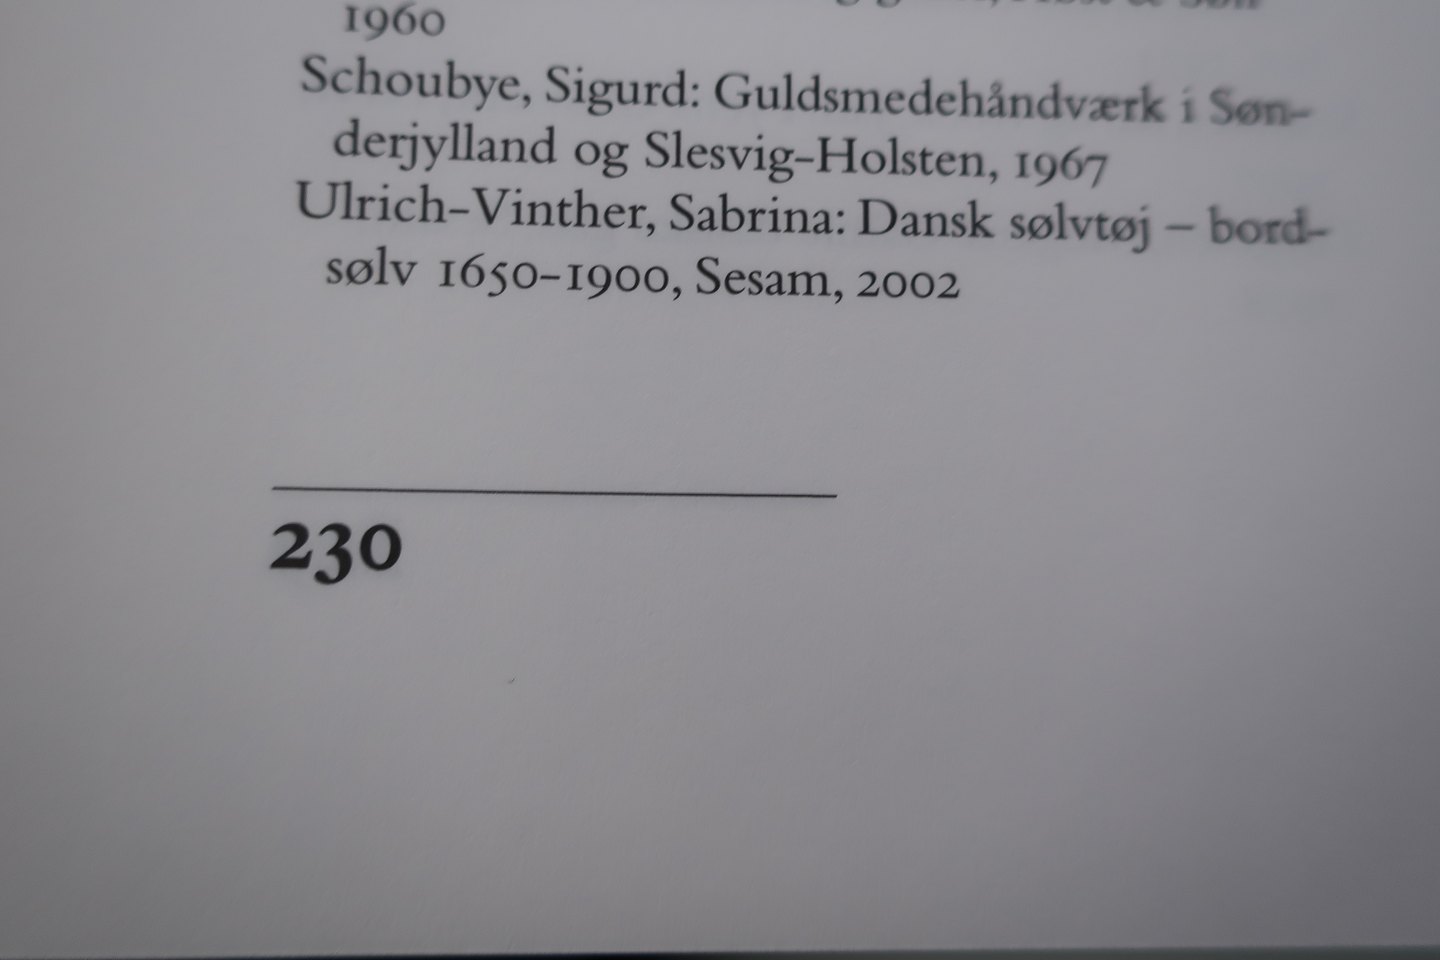 1960
Schoubye, Sigurd: Guldsmedehåndværk i Søn-
derjylland og Slesvig-Holsten, 1967
Ulrich-Vinther, Sabrina: Dansk sølvtøj – bord-
sølv 1650-1900, Sesam, 2002
230